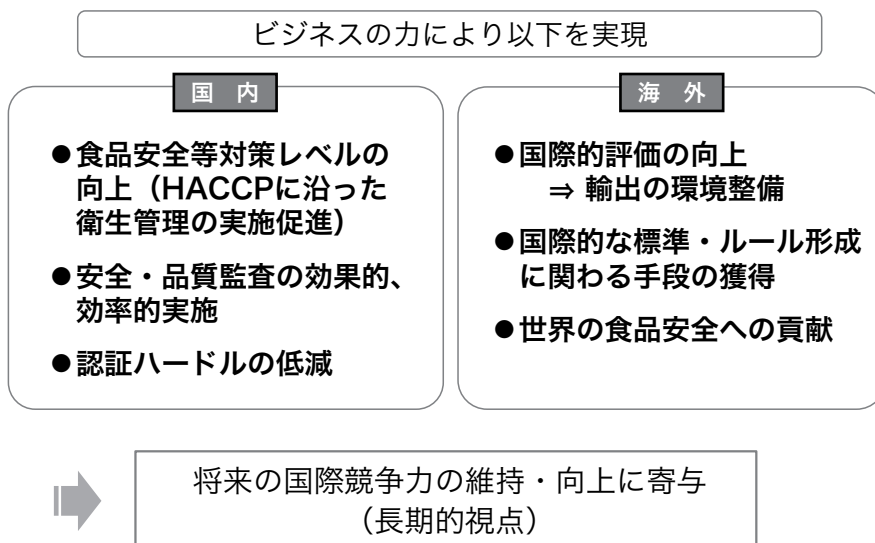 ビジネスの力により以下を実現
国 内
●食品安全等対策レベルの
向上（HACCPに沿った
衛生管理の実施促進）
●安全・品質監査の効果的、
効率的実施
●認証ハードルの低減
海 外
●国際的評価の向上
⇒ 輸出の環境整備
●国際的な標準・ルール形成
に関わる手段の獲得
●世界の食品安全への貢献
将来の国際競争力の維持・向上に寄与
（長期的視点）